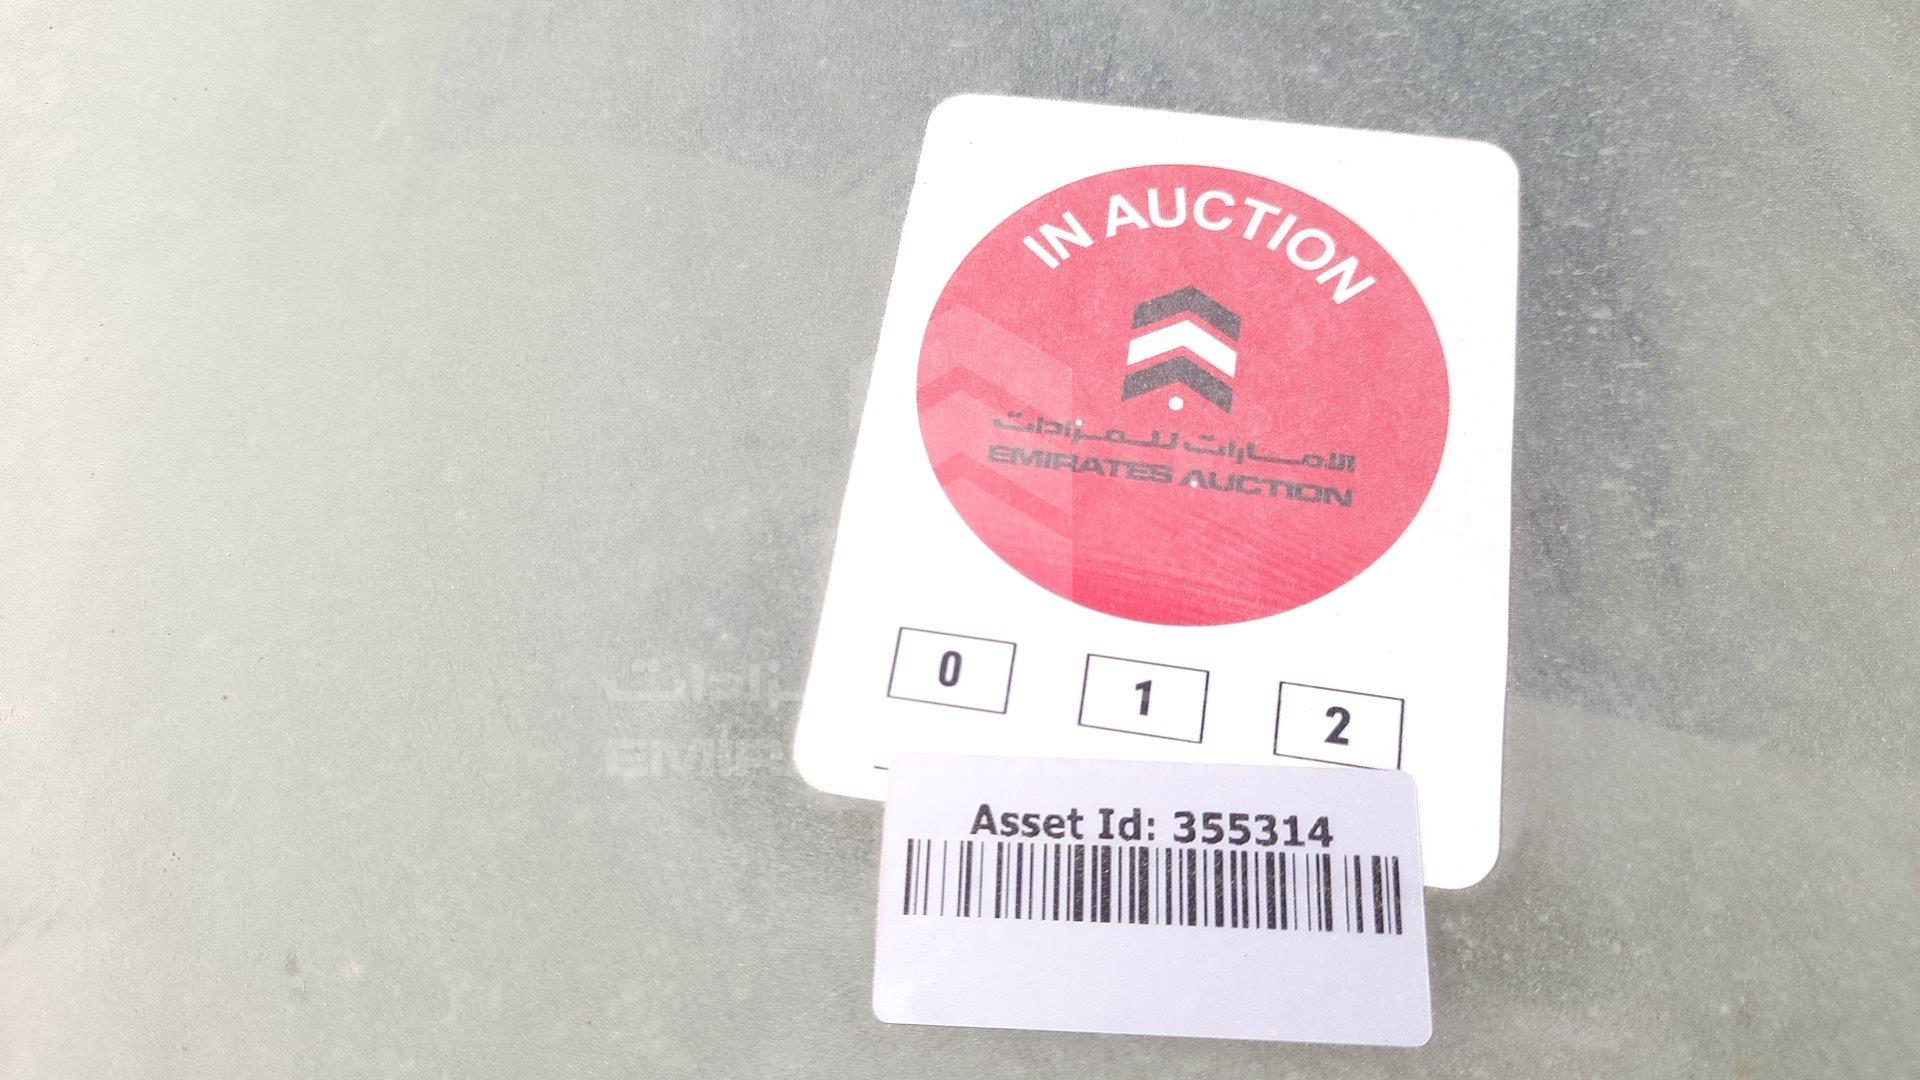 IN AUCTION
الامارات للمزادات
EMIRATES AUCTION
0 1 2
Asset Id: 355314